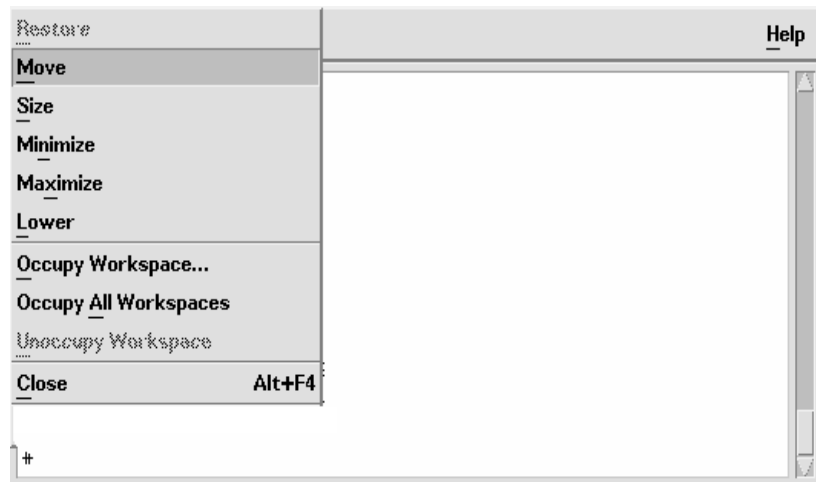 Restore
Help
Move
Size
Minimize
Maximize
Lower
Occupy Workspace...
Occupy All Workspaces
Unoccupy Workspace
Close Alt+F4
#